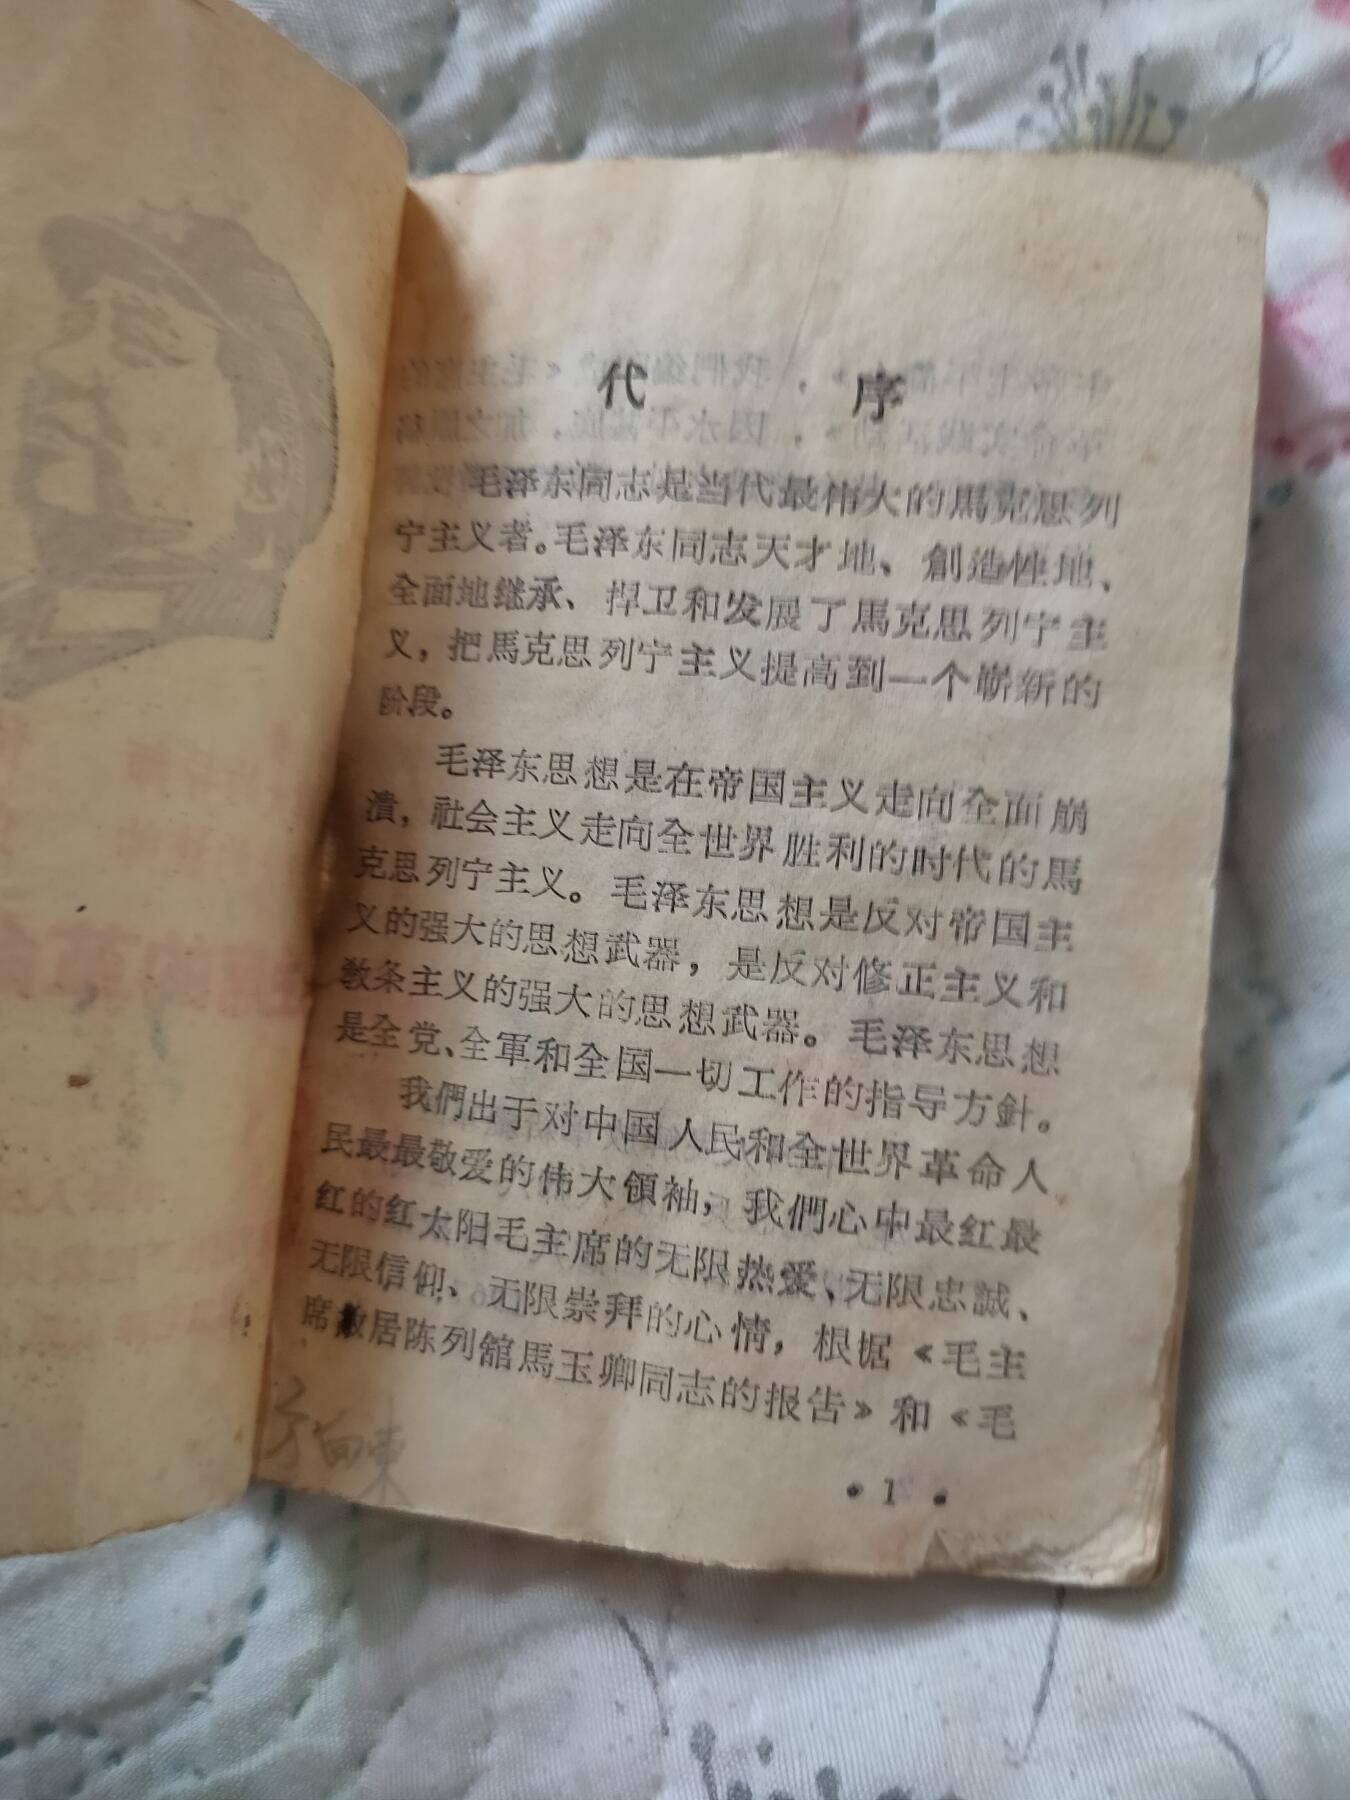 代 序
毛泽东同志是当代最伟大的馬克思列
宁主义者。毛泽东同志天才地、創造性地、
全面地继承、捍卫和发展了馬克思列宁主
义，把馬克思列宁主义提高到一个崭新的
阶段。
毛泽东思想是在帝国主义走向全面崩
潰，社会主义走向全世界胜利的时代的馬
克思列宁主义。毛泽东思想是反对帝国主
义的强大的思想武器，是反对修正主义和
教条主义的强大的思想武器。毛泽东思想
是全党、全軍和全国一切工作的指导方針。
我們出于对中国人民和全世界革命人
民最最敬爱的伟大領袖，我們心中最红最
红的红太阳毛主席的无限热爱、无限忠誠、
无限信仰、无限崇拜的心情，根据《毛主
席故居陈列舘馬玉卿同志的报告》和《毛
• 1 •